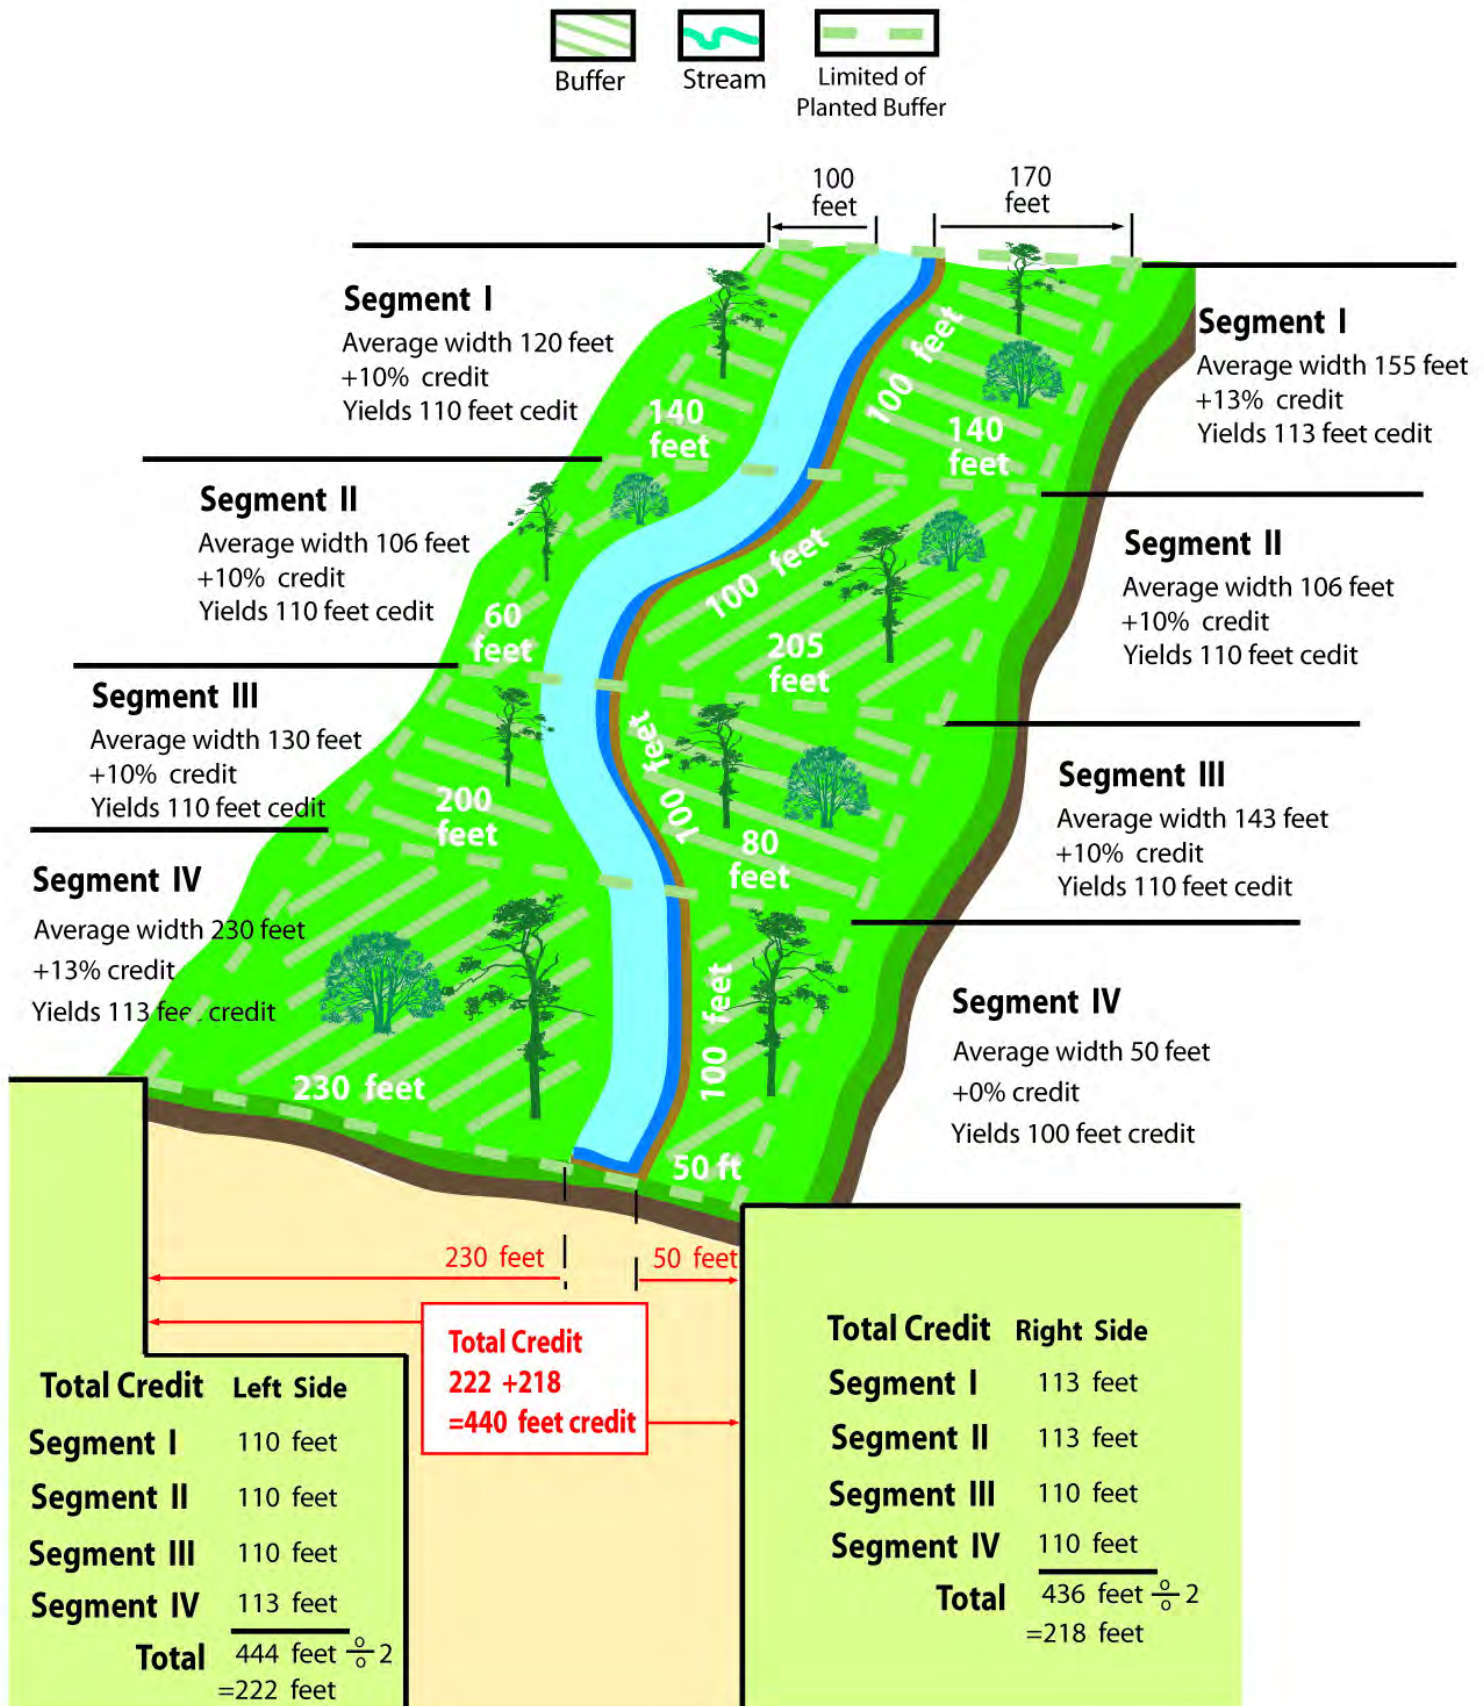 Buffer
Stream
Limited of
Planted Buffer
100
feet
170
feet
Segment I
Average width 120 feet
+10% credit
Yields 110 feet cedit
Segment I
Average width 155 feet
+13% credit
Yields 113 feet cedit
100 feet
140
feet
140
feet
Segment II
Average width 106 feet
+10% credit
Yields 110 feet cedit
Segment II
Average width 106 feet
+10% credit
Yields 110 feet cedit
100 feet
60
feet
205
feet
Segment III
Average width 130 feet
+10% credit
Yields 110 feet cedit
Segment III
Average width 143 feet
+10% credit
Yields 110 feet cedit
100 feet
200
feet
80
feet
Segment IV
Average width 230 feet
+13% credit
Yields 113 feet credit
Segment IV
Average width 50 feet
+0% credit
Yields 100 feet credit
100 feet
230 feet
50 ft
230 feet
50 feet
Total Credit
222 +218
=440 feet credit
Total Credit Left Side
Segment I 110 feet
Segment II 110 feet
Segment III 110 feet
Segment IV 113 feet
Total 444 feet ÷ 2
=222 feet
Total Credit Right Side
Segment I 113 feet
Segment II 113 feet
Segment III 110 feet
Segment IV 110 feet
Total 436 feet ÷ 2
=218 feet